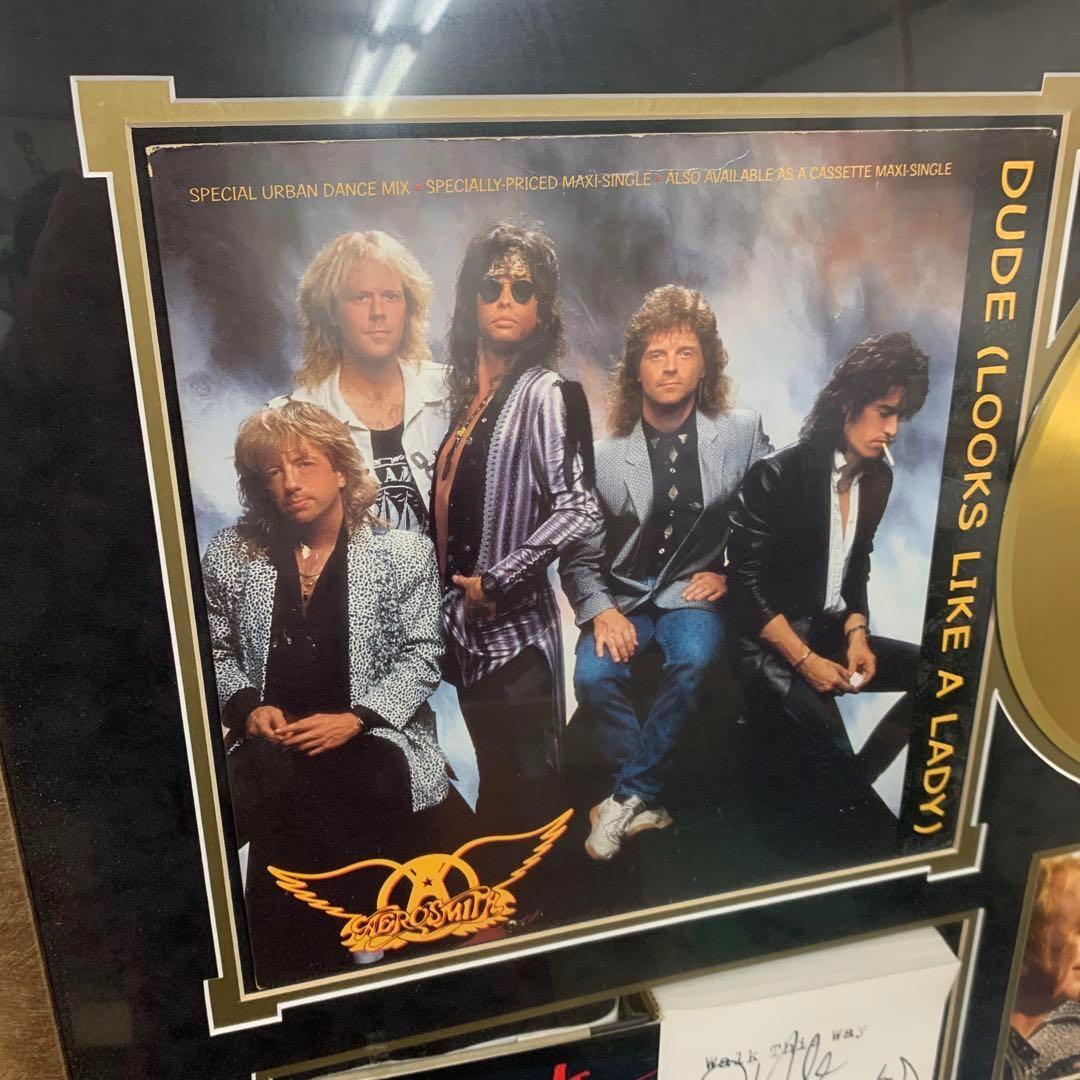 SPECIAL URBAN DANCE MIX • SPECIALLY-PRICED MAXI-SINGLE • ALSO AVAILABLE AS A CASSETTE MAXI-SINGLE
DUDE (LOOKS LIKE A LADY)
A
AEROSMITH
Walk This Way